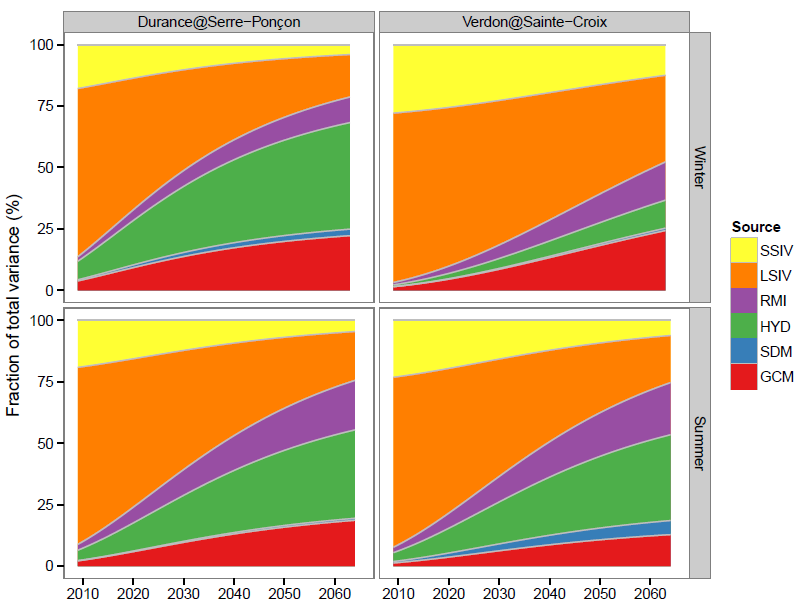 Durance@Serre−Ponçon
Verdon@Sainte−Croix
Fraction of total variance (%)
100
75
50
25
0
Winter
100
75
50
25
0
Summer
2010 2020 2030 2040 2050 2060
2010 2020 2030 2040 2050 2060
Source
SSIV
LSIV
RMI
HYD
SDM
GCM